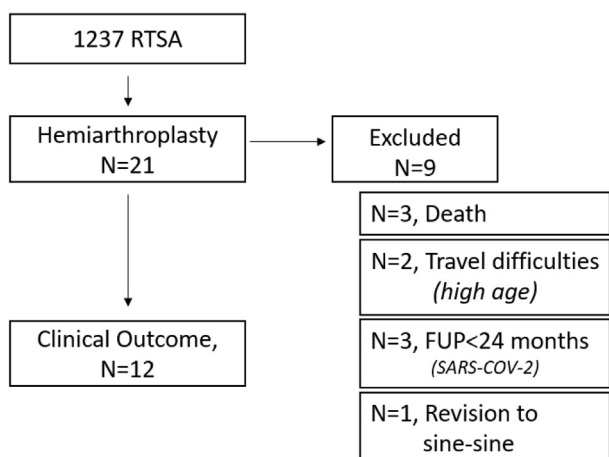 1237 RTSA
Hemiarthroplasty
N=21
Excluded
N=9
N=3, Death
N=2, Travel difficulties
(high age)
N=3, FUP<24 months
(SARS-COV-2)
N=1, Revision to
sine-sine
Clinical Outcome,
N=12